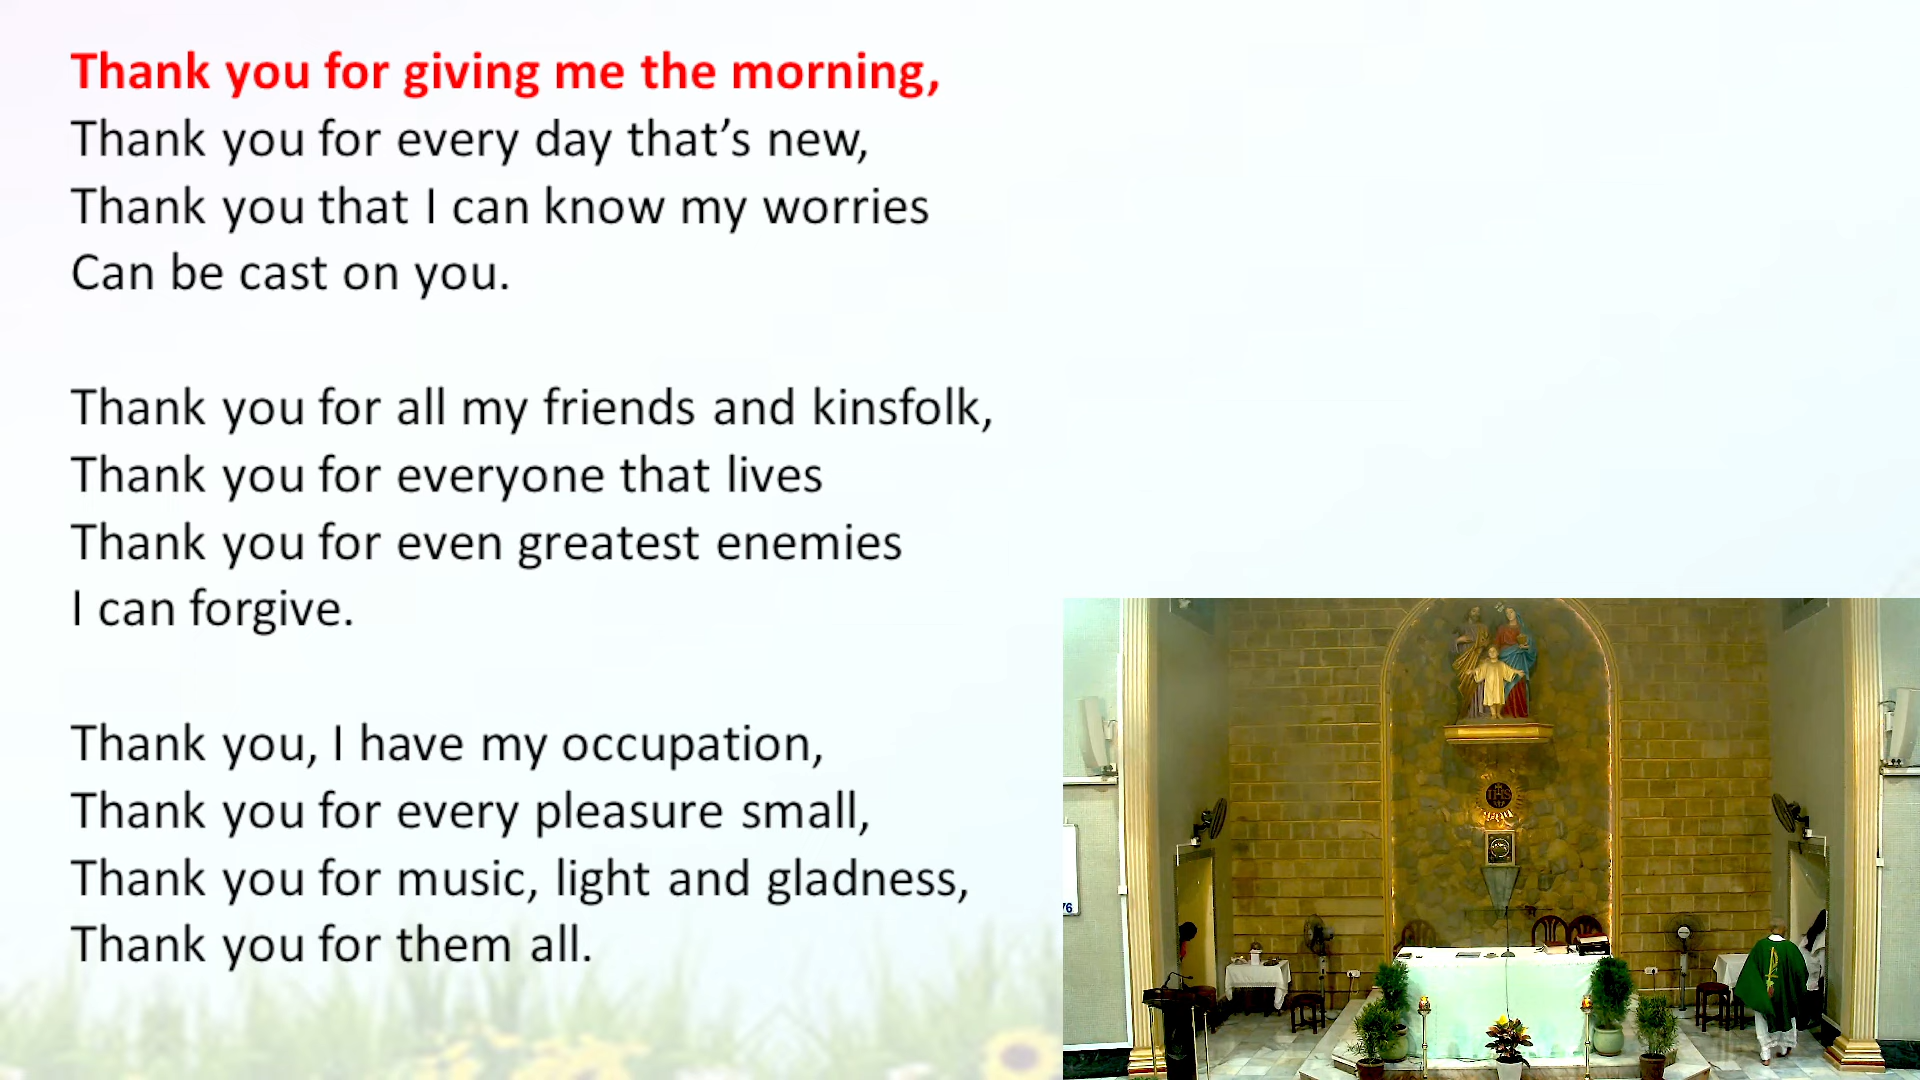 Thank you for giving me the morning,
Thank you for every day that’s new,
Thank you that I can know my worries
Can be cast on you.
Thank you for all my friends and kinsfolk,
Thank you for everyone that lives
Thank you for even greatest enemies
I can forgive.
Thank you, I have my occupation,
Thank you for every pleasure small,
Thank you for music, light and gladness,
Thank you for them all.
IHS
76